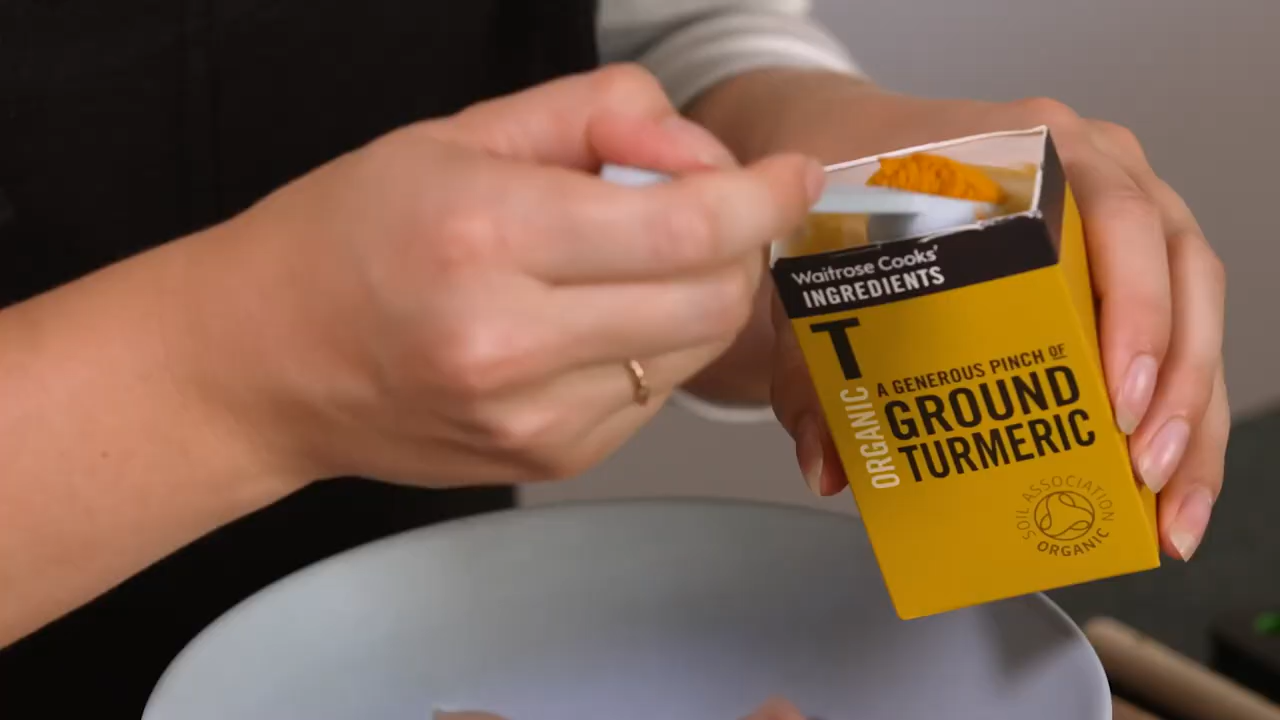 Waitrose Cooks'
INGREDIENTS
T
ORGANIC
A GENEROUS PINCH OF
GROUND
TURMERIC
SOIL ASSOCIATION
ORGANIC